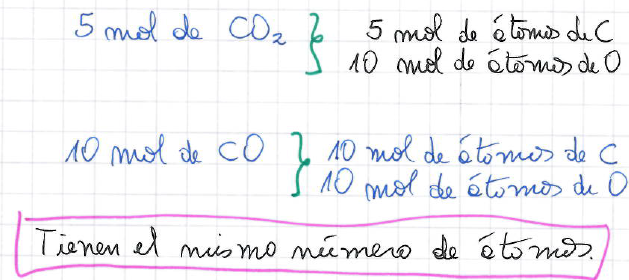 5 mol de CO₂ } 5 mol de átomos de C
10 mol de átomos de O
10 mol de CO } 10 mol de átomos de C
10 mol de átomos de O
Tienen el mismo número de átomos.